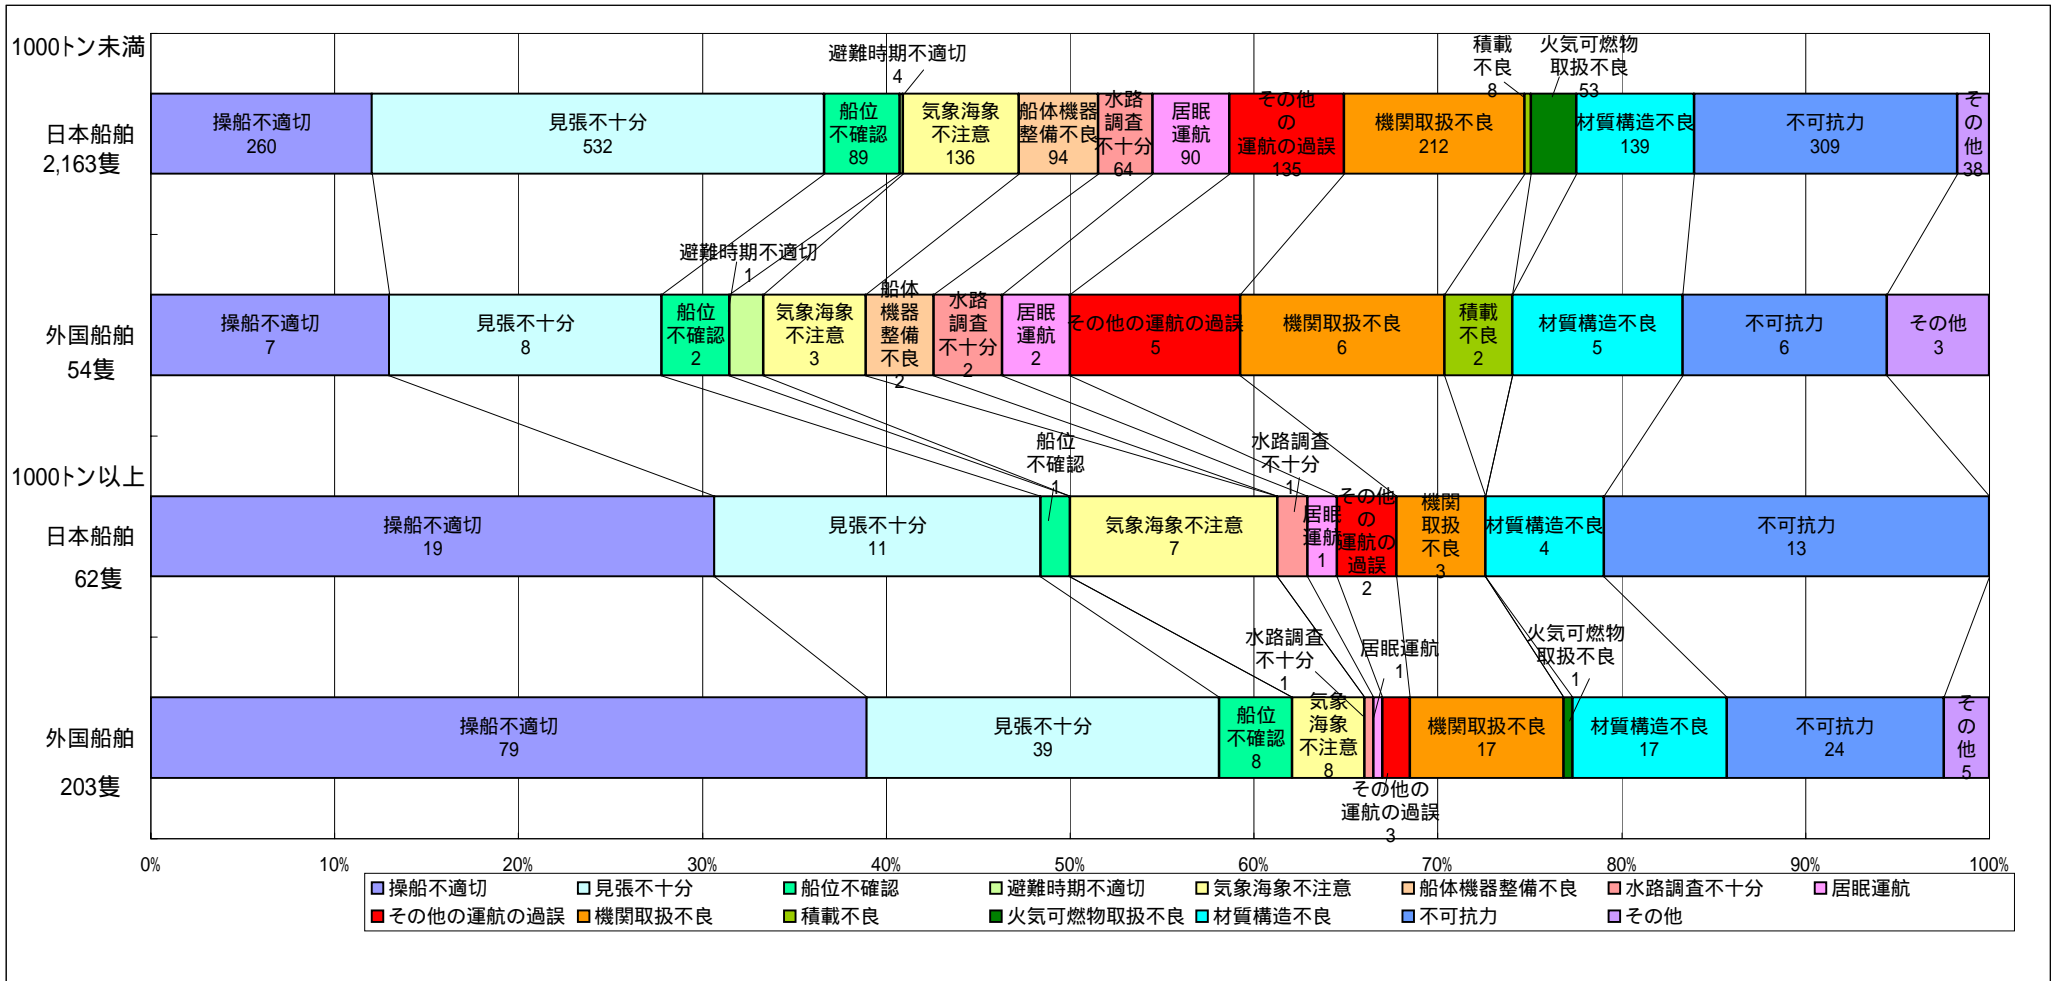 1000トン未満
日本船舶
2,163隻
操船不適切
260
見張不十分
532
船位
不確認
89
避難時期不適切
4
気象海象
不注意
136
船体機器
整備不良
94
水路
調査
不十分
64
居眠
運航
90
その他
の
運航の過誤
135
機関取扱不良
212
積載
不良
8
火気可燃物
取扱不良
53
材質構造不良
139
不可抗力
309
そ
の
他
38
外国船舶
54隻
操船不適切
7
見張不十分
8
船位
不確認
2
避難時期不適切
1
気象海象
不注意
3
船体
機器
整備
不良
2
水路
調査
不十分
2
居眠
運航
2
その他の運航の過誤
5
機関取扱不良
6
積載
不良
2
材質構造不良
5
不可抗力
6
その他
3
1000トン以上
日本船舶
62隻
操船不適切
19
見張不十分
11
船位
不確認
1
気象海象不注意
7
水路調査
不十分
1
居眠
運航
1
その他
の
運航の
過誤
2
機関
取扱
不良
3
材質構造不良
4
不可抗力
13
外国船舶
203隻
操船不適切
79
見張不十分
39
船位
不確認
8
気象
海象
不注意
8
水路調査
不十分
1
居眠運航
1
その他の
運航の過誤
3
機関取扱不良
17
火気可燃物
取扱不良
1
材質構造不良
17
不可抗力
24
そ
の
他
5
0% 10% 20% 30% 40% 50% 60% 70% 80% 90% 100%
操船不適切 見張不十分 船位不確認 避難時期不適切 気象海象不注意 船体機器整備不良 水路調査不十分 居眠運航
その他の運航の過誤 機関取扱不良 積載不良 火気可燃物取扱不良 材質構造不良 不可抗力 その他